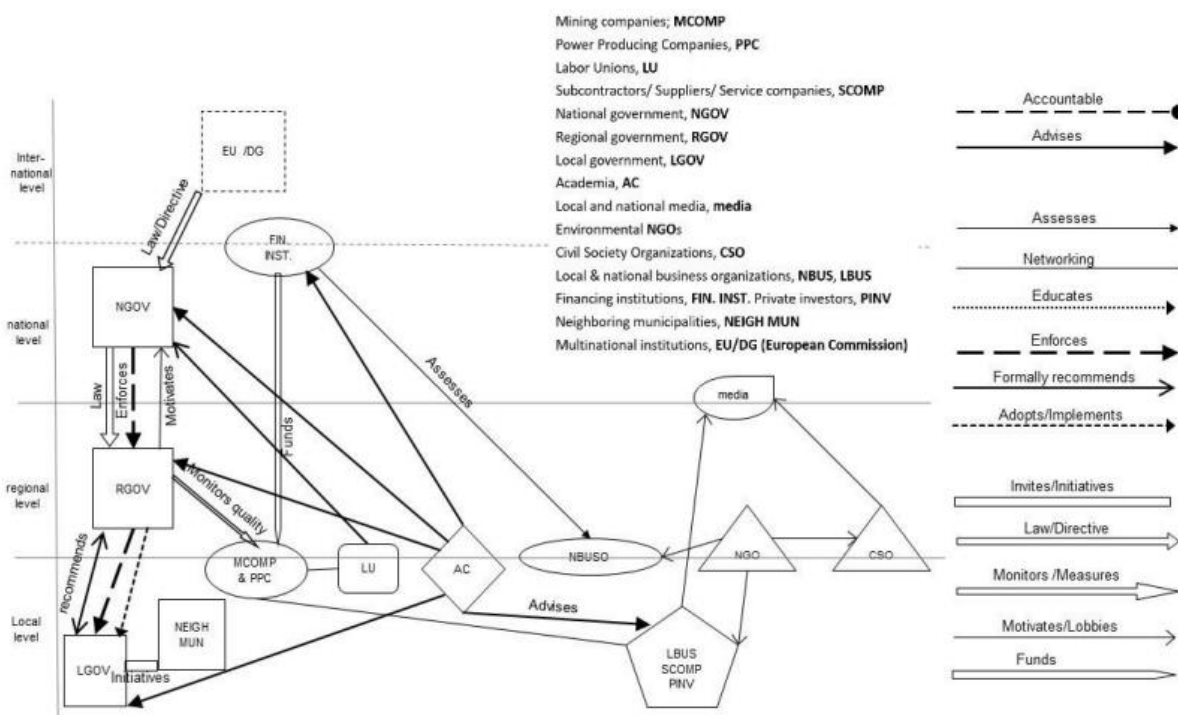 Mining companies; MCOMP
Power Producing Companies, PPC
Labor Unions, LU
Subcontractors/ Suppliers/ Service companies, SCOMP
National government, NGOV
Regional government, RGOV
Local government, LGOV
Academia, AC
Local and national media, media
Environmental NGOs
Civil Society Organizations, CSO
Local & national business organizations, NBUS, LBUS
Financing institutions, FIN. INST. Private investors, PINV
Neighboring municipalities, NEIGH MUN
Multinational institutions, EU/DG (European Commission)
Inter-
national
level
EU /DG
Law/Directive
FIN.
INST.
national
level
NGOV
Law
Enforces
Motivates
Funds
Assesses
media
regional
level
RGOV
Monitors quality
MCOMP
& PPC
LU
AC
NBUSO
NGO
CSO
recommends
Local
level
NEIGH
MUN
LGOV
Initiatives
Advises
LBUS
SCOMP
PINV
Accountable
Advises
Assesses
Networking
Educates
Enforces
Formally recommends
Adopts/Implements
Invites/Initiatives
Law/Directive
Monitors /Measures
Motivates/Lobbies
Funds